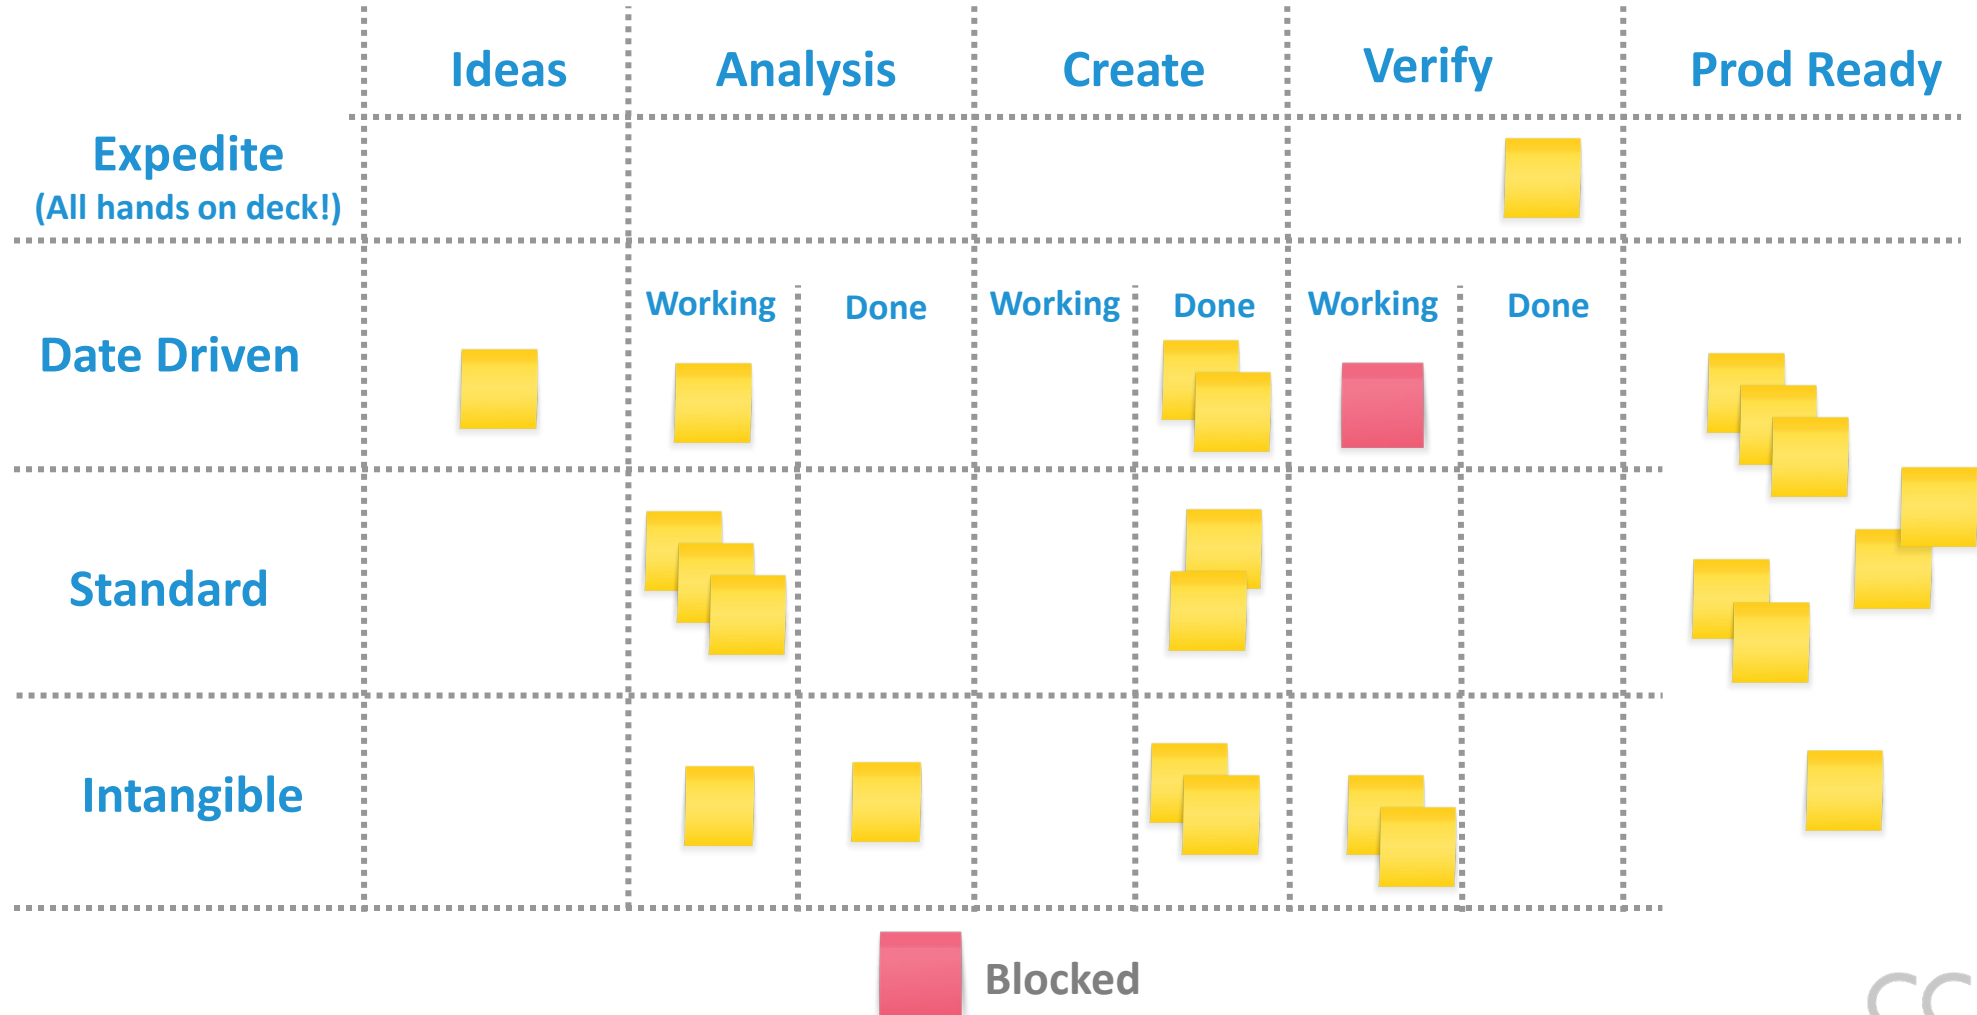 Ideas
Analysis
Create
Verify
Prod Ready
Expedite
(All hands on deck!)
Working
Done
Working
Done
Working
Done
Date Driven
Standard
Intangible
Blocked
CC